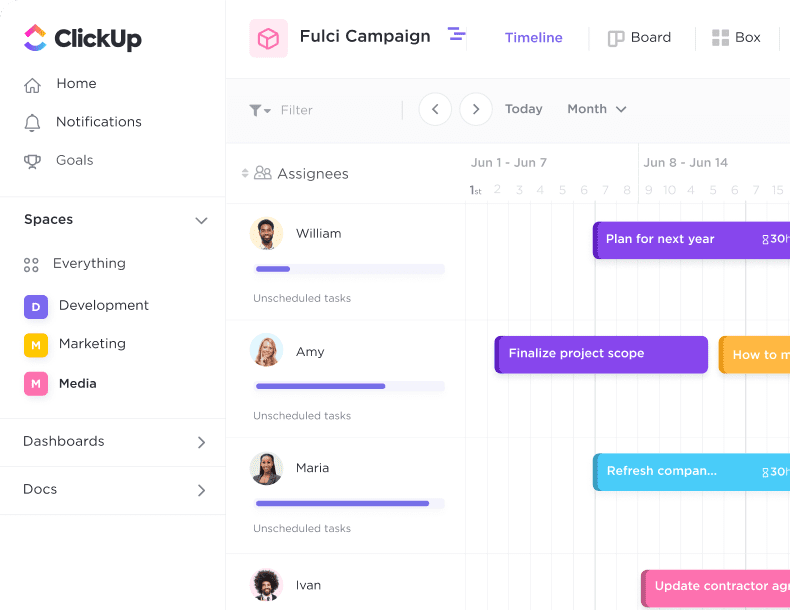 ClickUp
Home
Notifications
Goals
Spaces
Everything
D Development
M Marketing
M Media
Dashboards
Docs
Fulci Campaign
Timeline
Board
Box
Filter
Today
Month
Assignees
Jun 1 - Jun 7
Jun 8 - Jun 14
1st 2 3 4 5 6 7 8 9 10 4 5 6 7 15
William
Unscheduled tasks
Plan for next year 30h
Amy
Unscheduled tasks
Finalize project scope
How to m
Maria
Unscheduled tasks
Refresh compan... 30h
Ivan
Update contractor agr